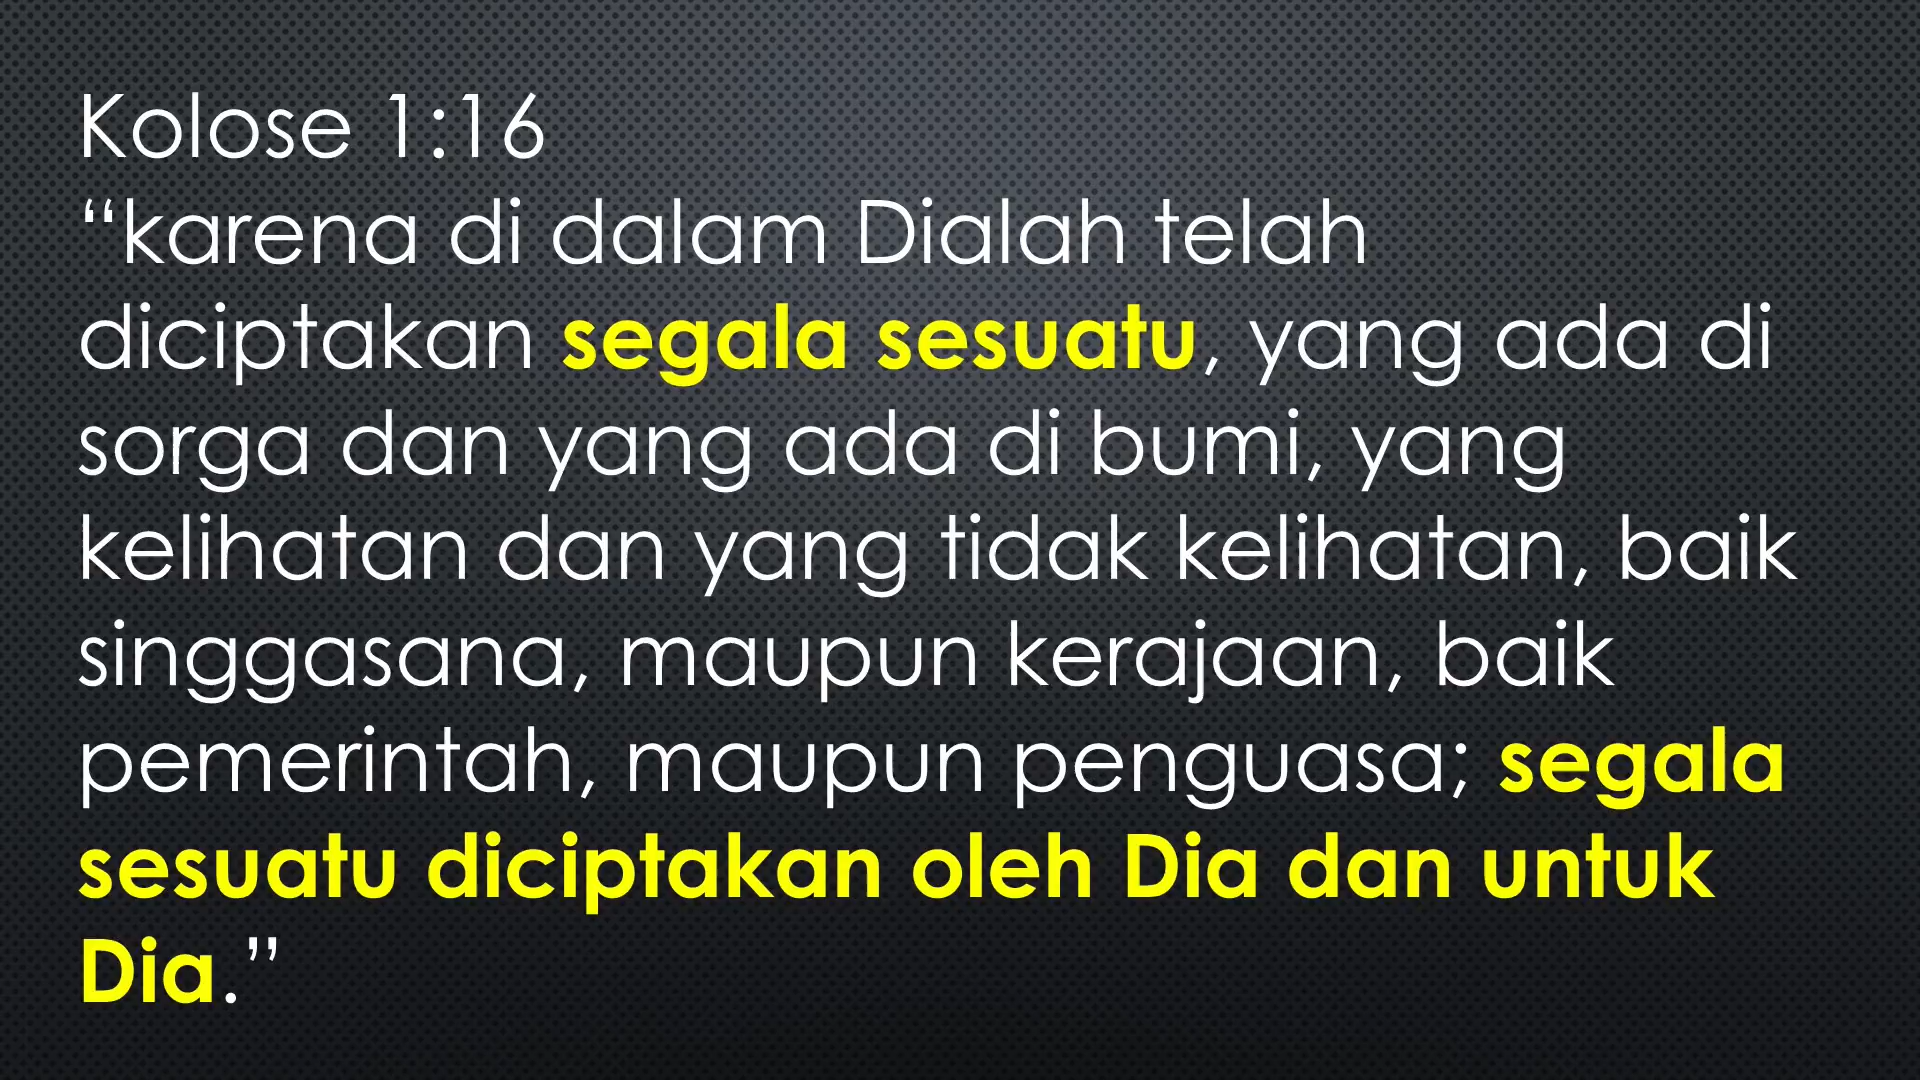 Kolose 1:16
“karena di dalam Dialah telah
diciptakan segala sesuatu, yang ada di
sorga dan yang ada di bumi, yang
kelihatan dan yang tidak kelihatan, baik
singgasana, maupun kerajaan, baik
pemerintah, maupun penguasa; segala
sesuatu diciptakan oleh Dia dan untuk
Dia.”